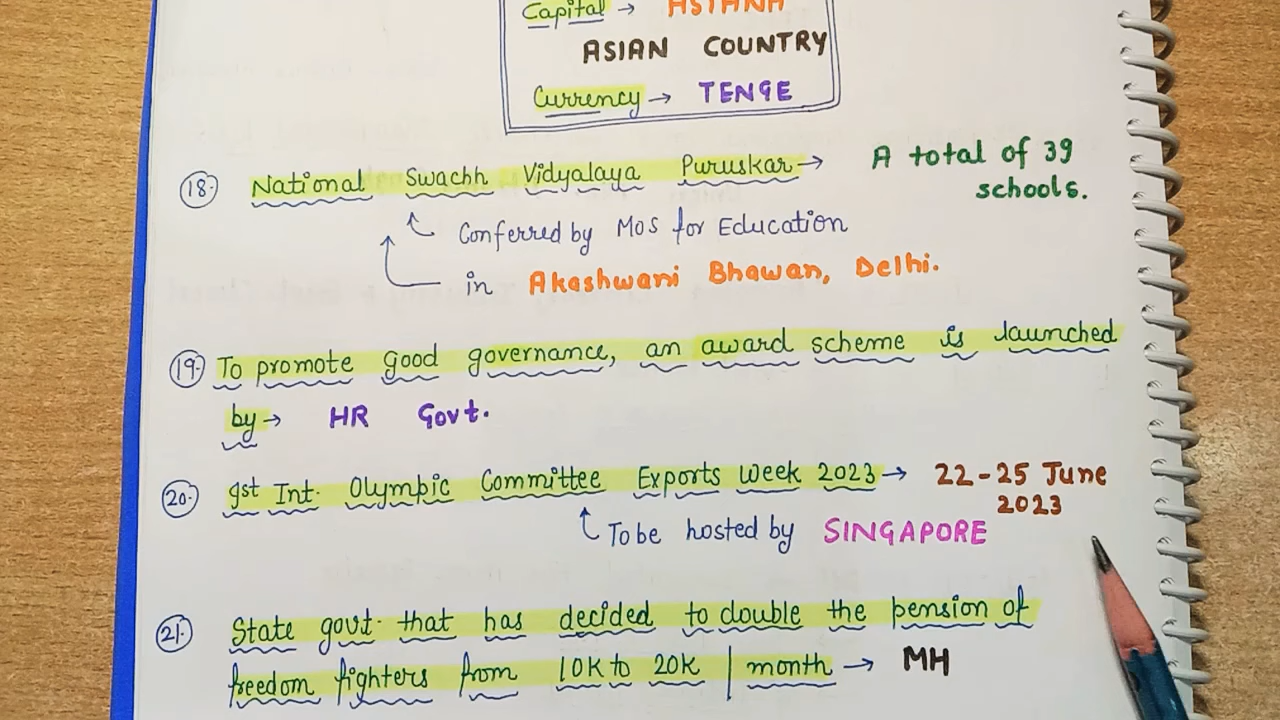 Capital → ASTANA
ASIAN COUNTRY
Currency → TENGE
18. National Swachh Vidyalaya Puruskar → A total of 39
schools.
Conferred by MoS for Education
in Akashwani Bhawan, Delhi.
19. To promote good governance, an award scheme is launched
by → HR Govt.
20. 1st Int. Olympic Committee Exports Week 2023 → 22-25 June
2023
To be hosted by SINGAPORE
21. State govt. that has decided to double the pension of
freedom fighters from 10K to 20K / month → MH